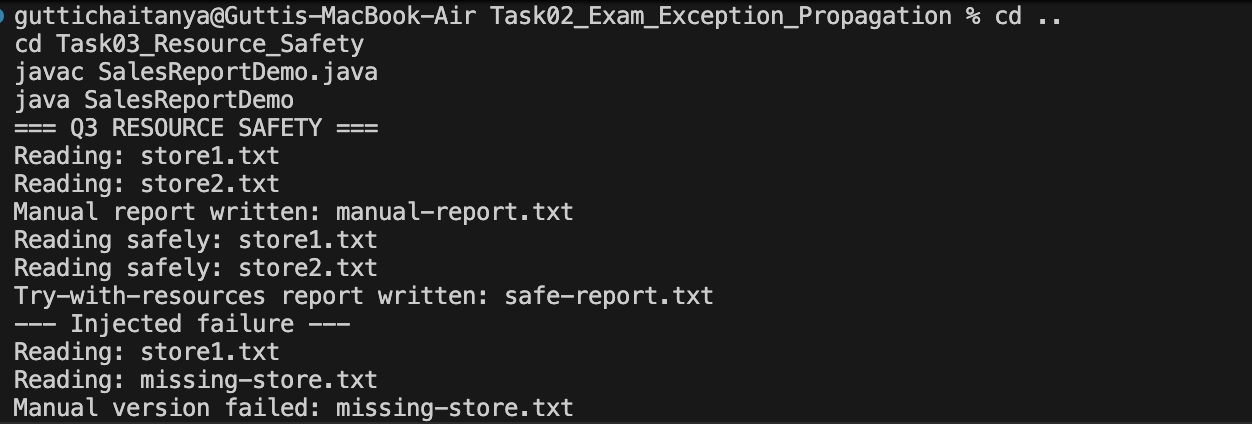 guttichaitanya@Guttis-MacBook-Air Task02_Exam_Exception_Propagation % cd ..
cd Task03_Resource_Safety
javac SalesReportDemo.java
java SalesReportDemo
=== Q3 RESOURCE SAFETY ===
Reading: store1.txt
Reading: store2.txt
Manual report written: manual-report.txt
Reading safely: store1.txt
Reading safely: store2.txt
Try-with-resources report written: safe-report.txt
--- Injected failure ---
Reading: store1.txt
Reading: missing-store.txt
Manual version failed: missing-store.txt